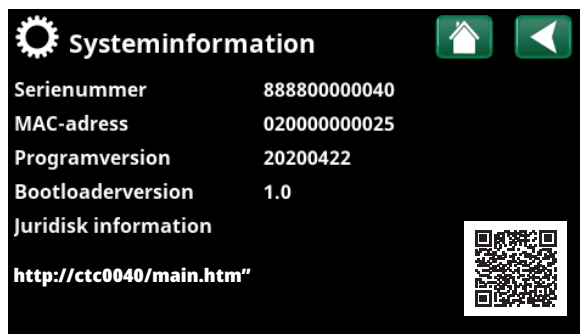 Systeminformation
Serienummer 888800000040
MAC-adress 020000000025
Programversion 20200422
Bootloaderversion 1.0
Juridisk information
http://ctc0040/main.htm”